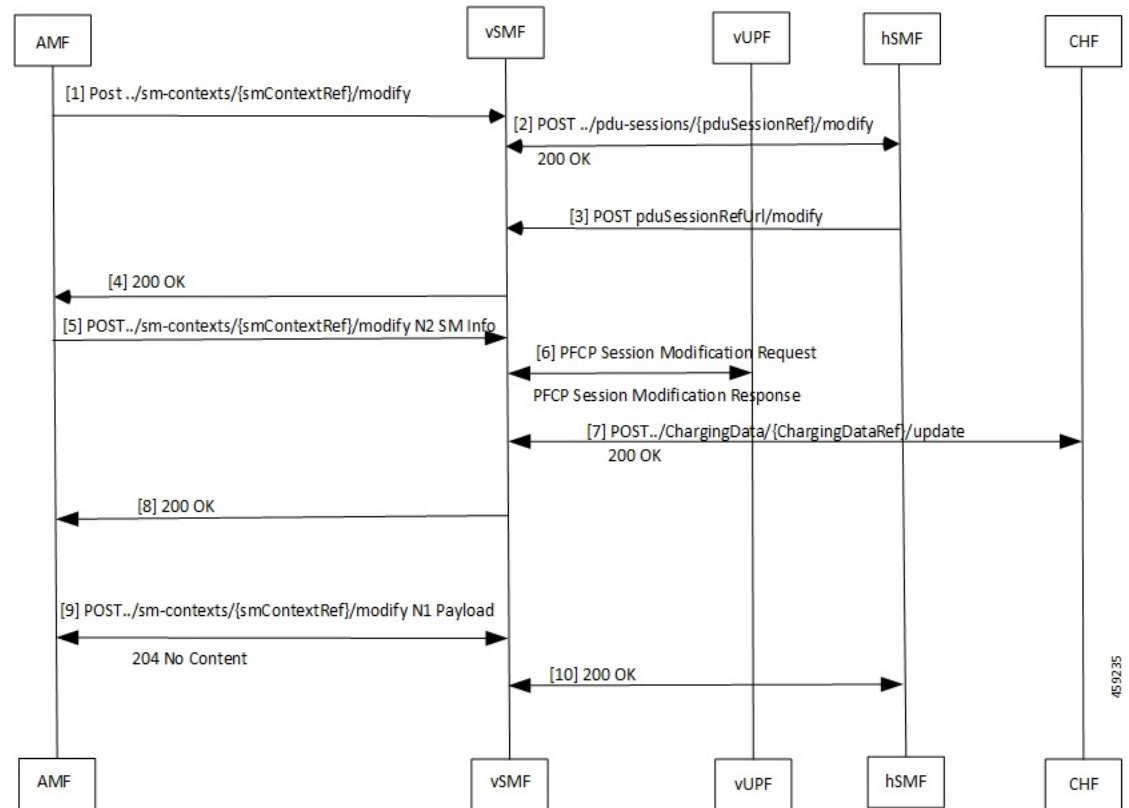 AMF
vSMF
vUPF
hSMF
CHF
[1] Post ../sm-contexts/{smContextRef}/modify
[2] POST ../pdu-sessions/{pduSessionRef}/modify
200 OK
[3] POST pduSessionRefUrl/modify
[4] 200 OK
[5] POST../sm-contexts/{smContextRef}/modify N2 SM Info
[6] PFCP Session Modification Request
PFCP Session Modification Response
[7] POST../ChargingData/{ChargingDataRef}/update
200 OK
[8] 200 OK
[9] POST../sm-contexts/{smContextRef}/modify N1 Payload
204 No Content
[10] 200 OK
459235
AMF
vSMF
vUPF
hSMF
CHF